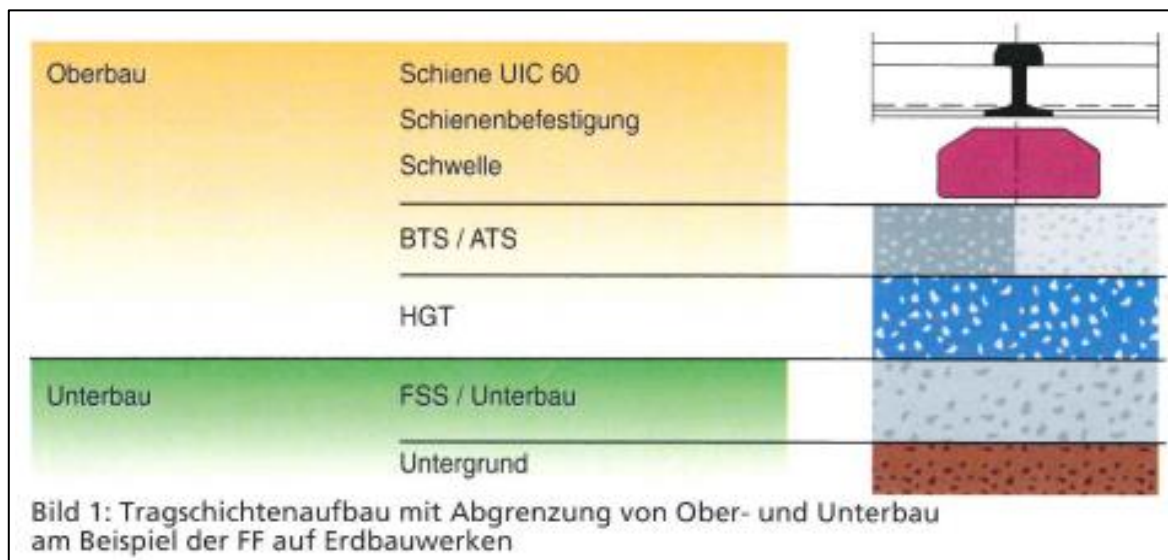 Oberbau Schiene UIC 60
Schienenbefestigung
Schwelle
BTS / ATS
HGT
Unterbau FSS / Unterbau
Untergrund
Bild 1: Tragschichtenaufbau mit Abgrenzung von Ober- und Unterbau
am Beispiel der FF auf Erdbauwerken